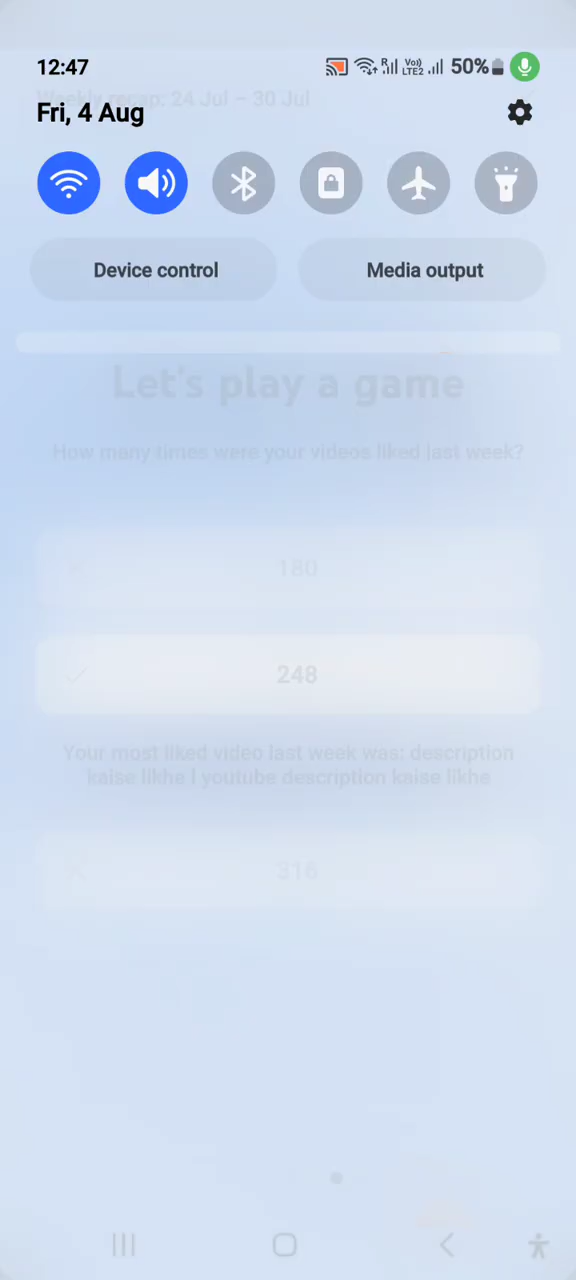 12:47
R Vo) LTE2 50%
Weekly recap: 24 Jul – 30 Jul
Fri, 4 Aug
Device control Media output
Let's play a game
How many times were your videos liked last week?
180
248
Your most liked video last week was: description
kaise likhe | youtube description kaise likhe
316